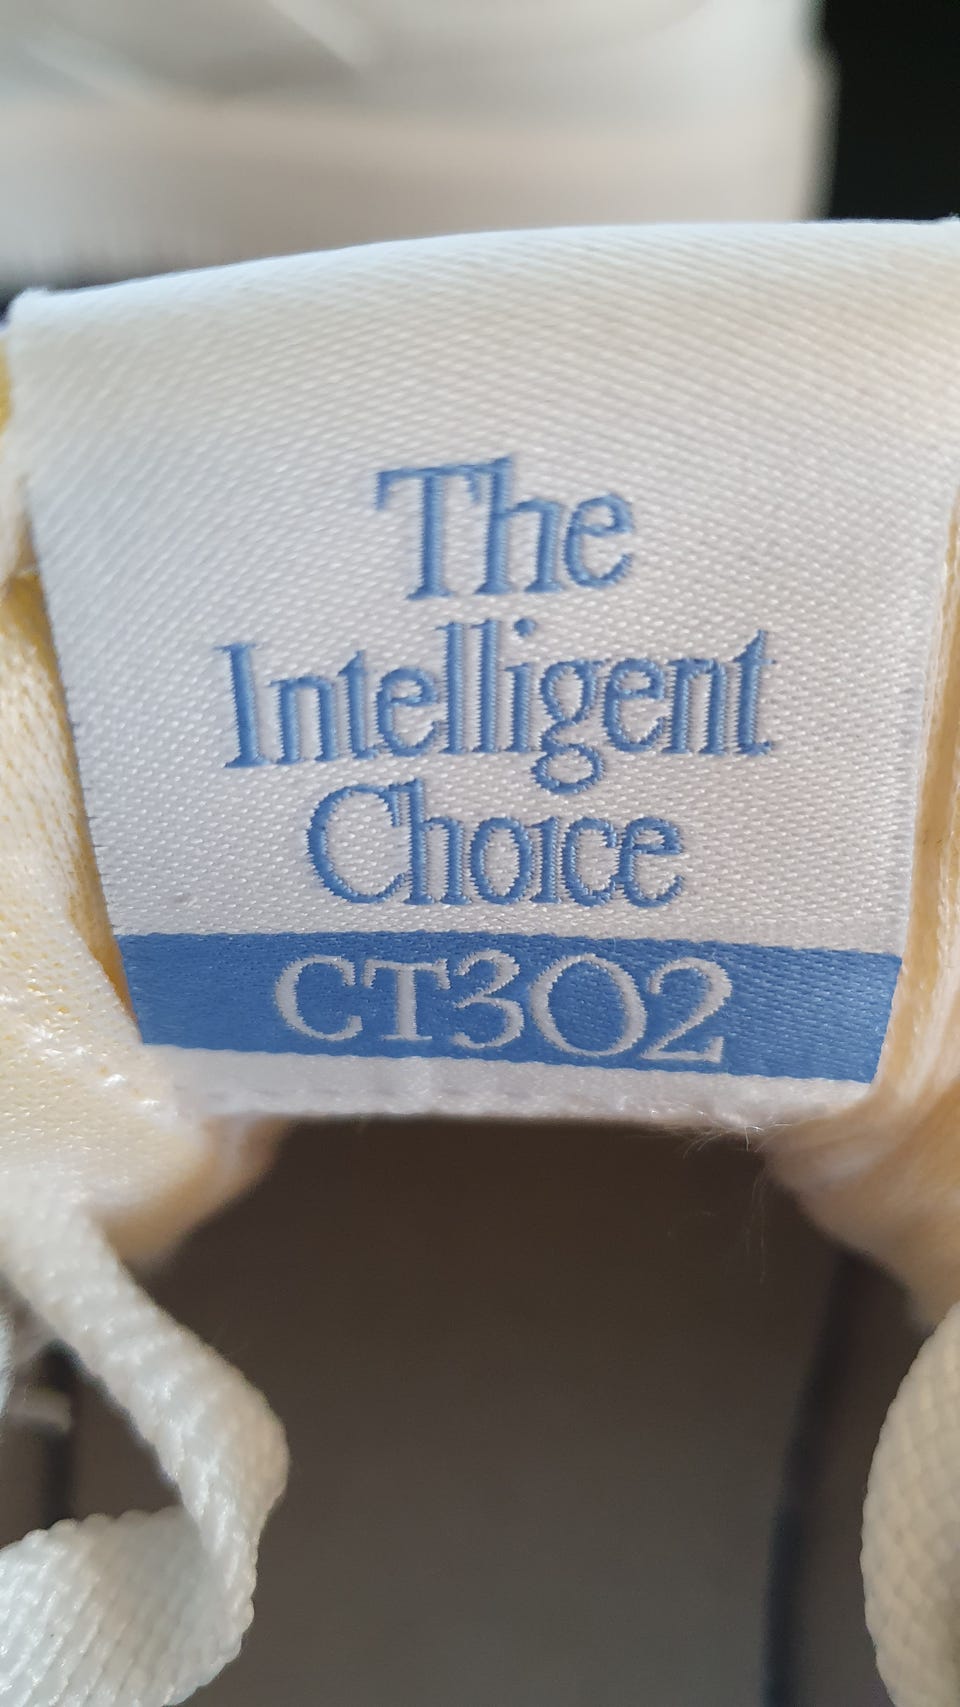 The
Intelligent
Choice
CT302